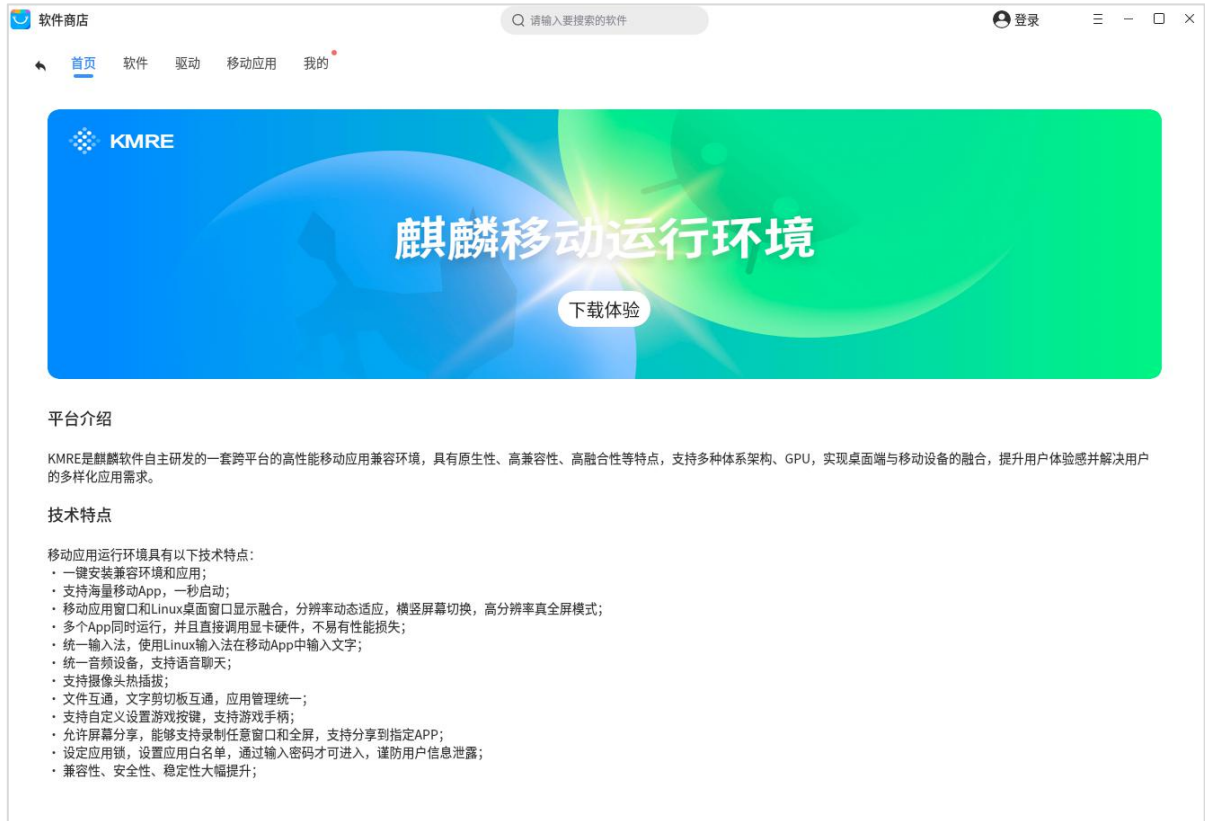 软件商店
请输入要搜索的软件
登录
首页 软件 驱动 移动应用 我的
KMRE
麒麟移动运行环境
下载体验
平台介绍
KMRE是麒麟软件自主研发的一套跨平台的高性能移动应用兼容环境，具有原生性、高兼容性、高融合性等特点，支持多种体系架构、GPU，实现桌面端与移动设备的融合，提升用户体验感并解决用户
的多样化应用需求。
技术特点
移动应用运行环境具有以下技术特点：
· 一键安装兼容环境和应用；
· 支持海量移动App，一秒启动；
· 移动应用窗口和Linux桌面窗口显示融合，分辨率动态适应，横竖屏幕切换，高分辨率真全屏模式；
· 多个App同时运行，并且直接调用显卡硬件，不易有性能损失；
· 统一输入法，使用Linux输入法在移动App中输入文字；
· 统一音频设备，支持语音聊天；
· 支持摄像头热插拔；
· 文件互通，文字剪切板互通，应用管理统一；
· 支持自定义设置游戏按键，支持游戏手柄；
· 允许屏幕分享，能够支持录制任意窗口和全屏，支持分享到指定APP；
· 设定应用锁，设置应用白名单，通过输入密码才可进入，谨防用户信息泄露；
· 兼容性、安全性、稳定性大幅提升；